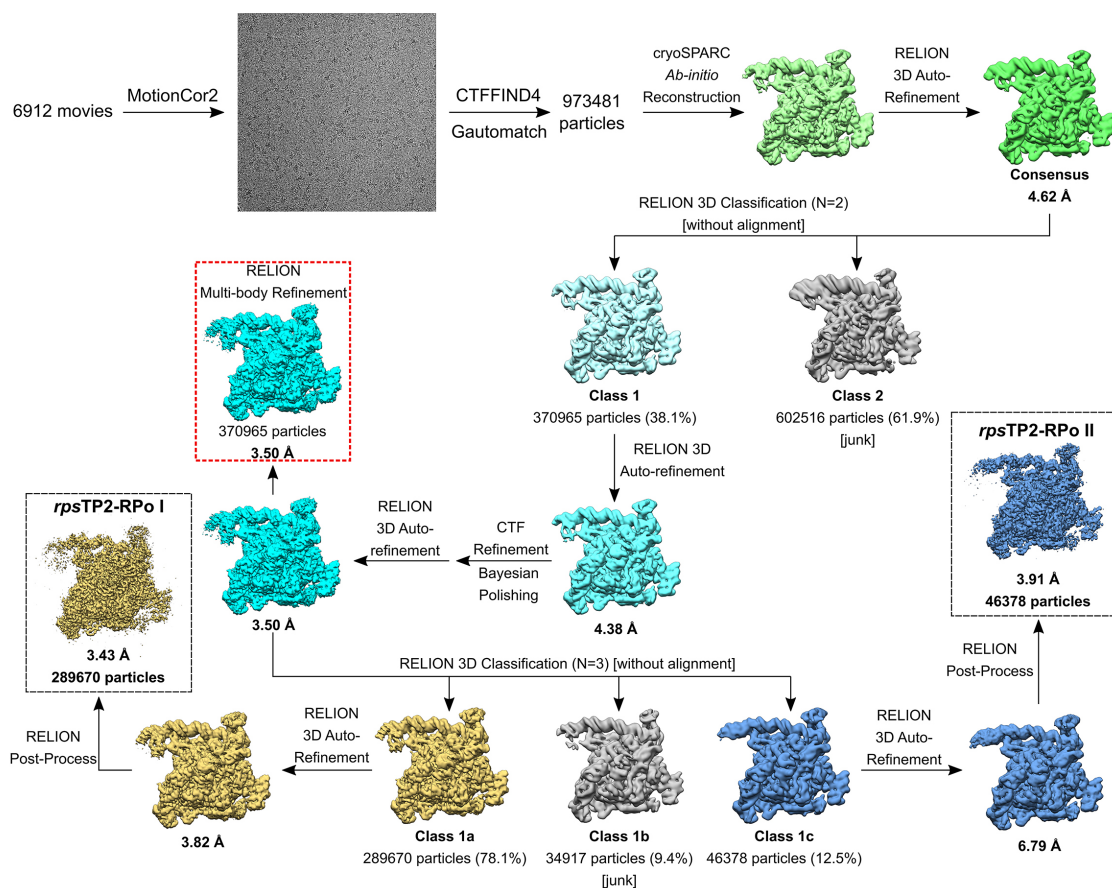 6912 movies
MotionCor2
CTFFIND4
Gautomatch
973481
particles
cryoSPARC
Ab-initio
Reconstruction
RELION
3D Auto-
Refinement
Consensus
4.62 Å
RELION 3D Classification (N=2)
[without alignment]
Class 1
370965 particles (38.1%)
Class 2
602516 particles (61.9%)
[junk]
RELION 3D
Auto-refinement
4.38 Å
CTF
Refinement
Bayesian
Polishing
RELION
3D Auto-
refinement
3.50 Å
RELION
Multi-body Refinement
370965 particles
3.50 Å
RELION 3D Classification (N=3) [without alignment]
Class 1a
289670 particles (78.1%)
Class 1b
34917 particles (9.4%)
[junk]
Class 1c
46378 particles (12.5%)
RELION
3D Auto-
Refinement
3.82 Å
RELION
Post-Process
rpsTP2-RPo I
3.43 Å
289670 particles
RELION
3D Auto-
Refinement
6.79 Å
RELION
Post-Process
rpsTP2-RPo II
3.91 Å
46378 particles